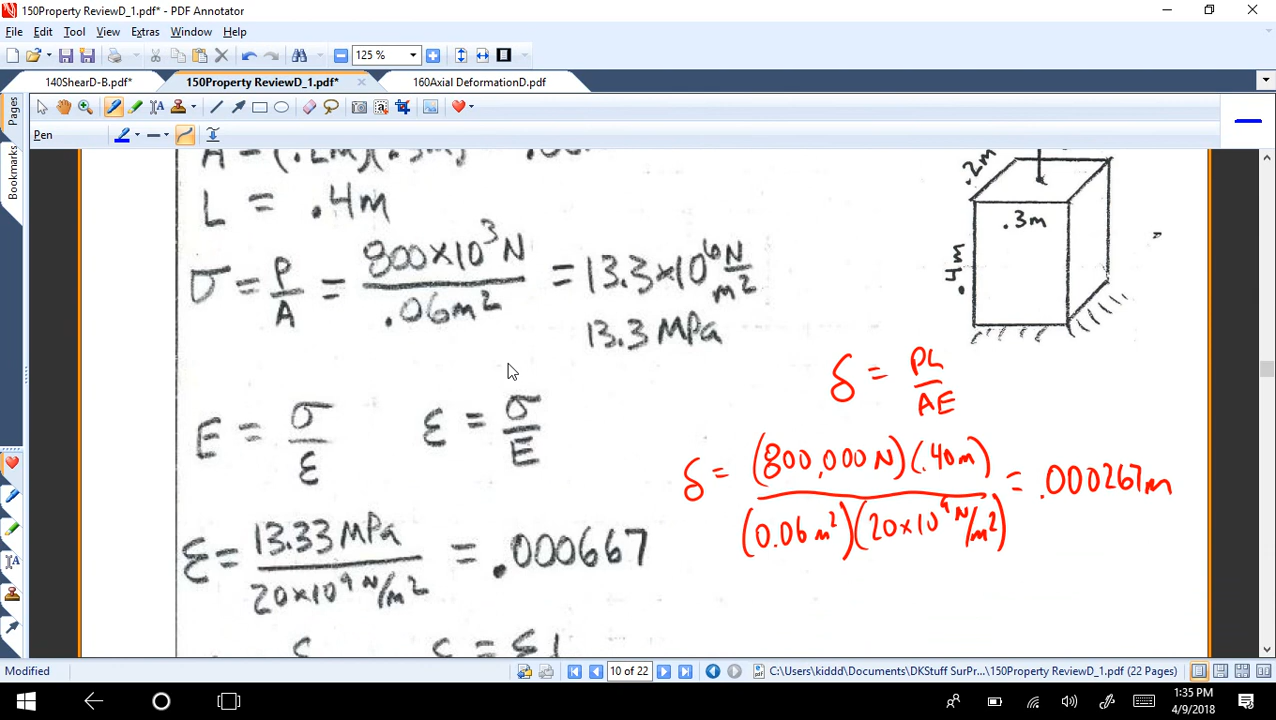 150Property ReviewD_1.pdf* - PDF Annotator
File Edit Tool View Extras Window Help
125 %
140ShearD-B.pdf* 150Property ReviewD_1.pdf* 160Axial DeformationD.pdf
Pen
Pages
Bookmarks
A = (.2m)(.3m)
L = .4m
σ = P/A = 800×10³N / .06m² = 13.3×10⁶ N/m²
13.3 MPa
E = σ/ε ε = σ/E
ε = 13.33 MPa / 20×10⁹ N/m² = .000667
= εL
.2m
.3m
.4m
δ = PL/AE
δ = (800,000 N)(.40m) / (0.06 m²)(20×10⁹ N/m²) = .000267m
Modified 10 of 22 C:\Users\kiddd\Documents\DKStuff SurPr...\150Property ReviewD_1.pdf (22 Pages)
1:35 PM
4/9/2018